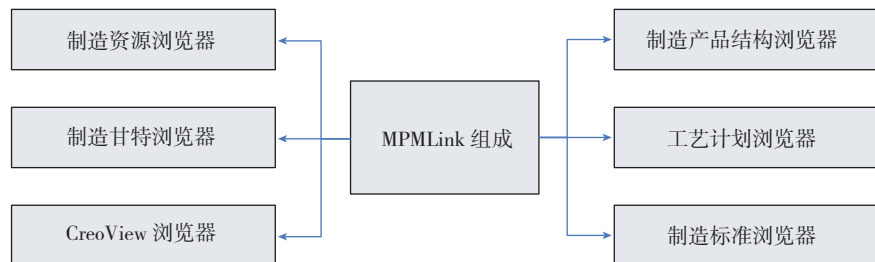 制造资源浏览器
制造产品结构浏览器
制造甘特浏览器
MPMLink 组成
工艺计划浏览器
CreoView 浏览器
制造标准浏览器